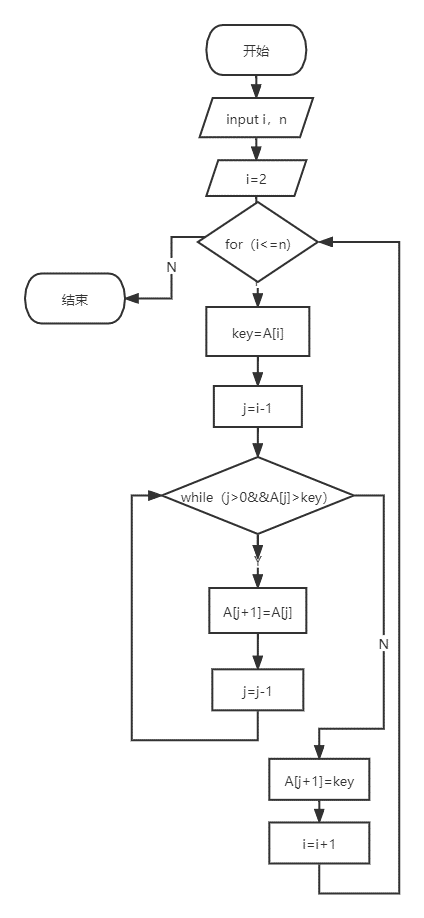 开始
input i，n
i=2
for（i<=n）
N
结束
key=A[i]
j=i-1
while（j>0&&A[j]>key）
Y
A[j+1]=A[j]
N
j=j-1
A[j+1]=key
i=i+1